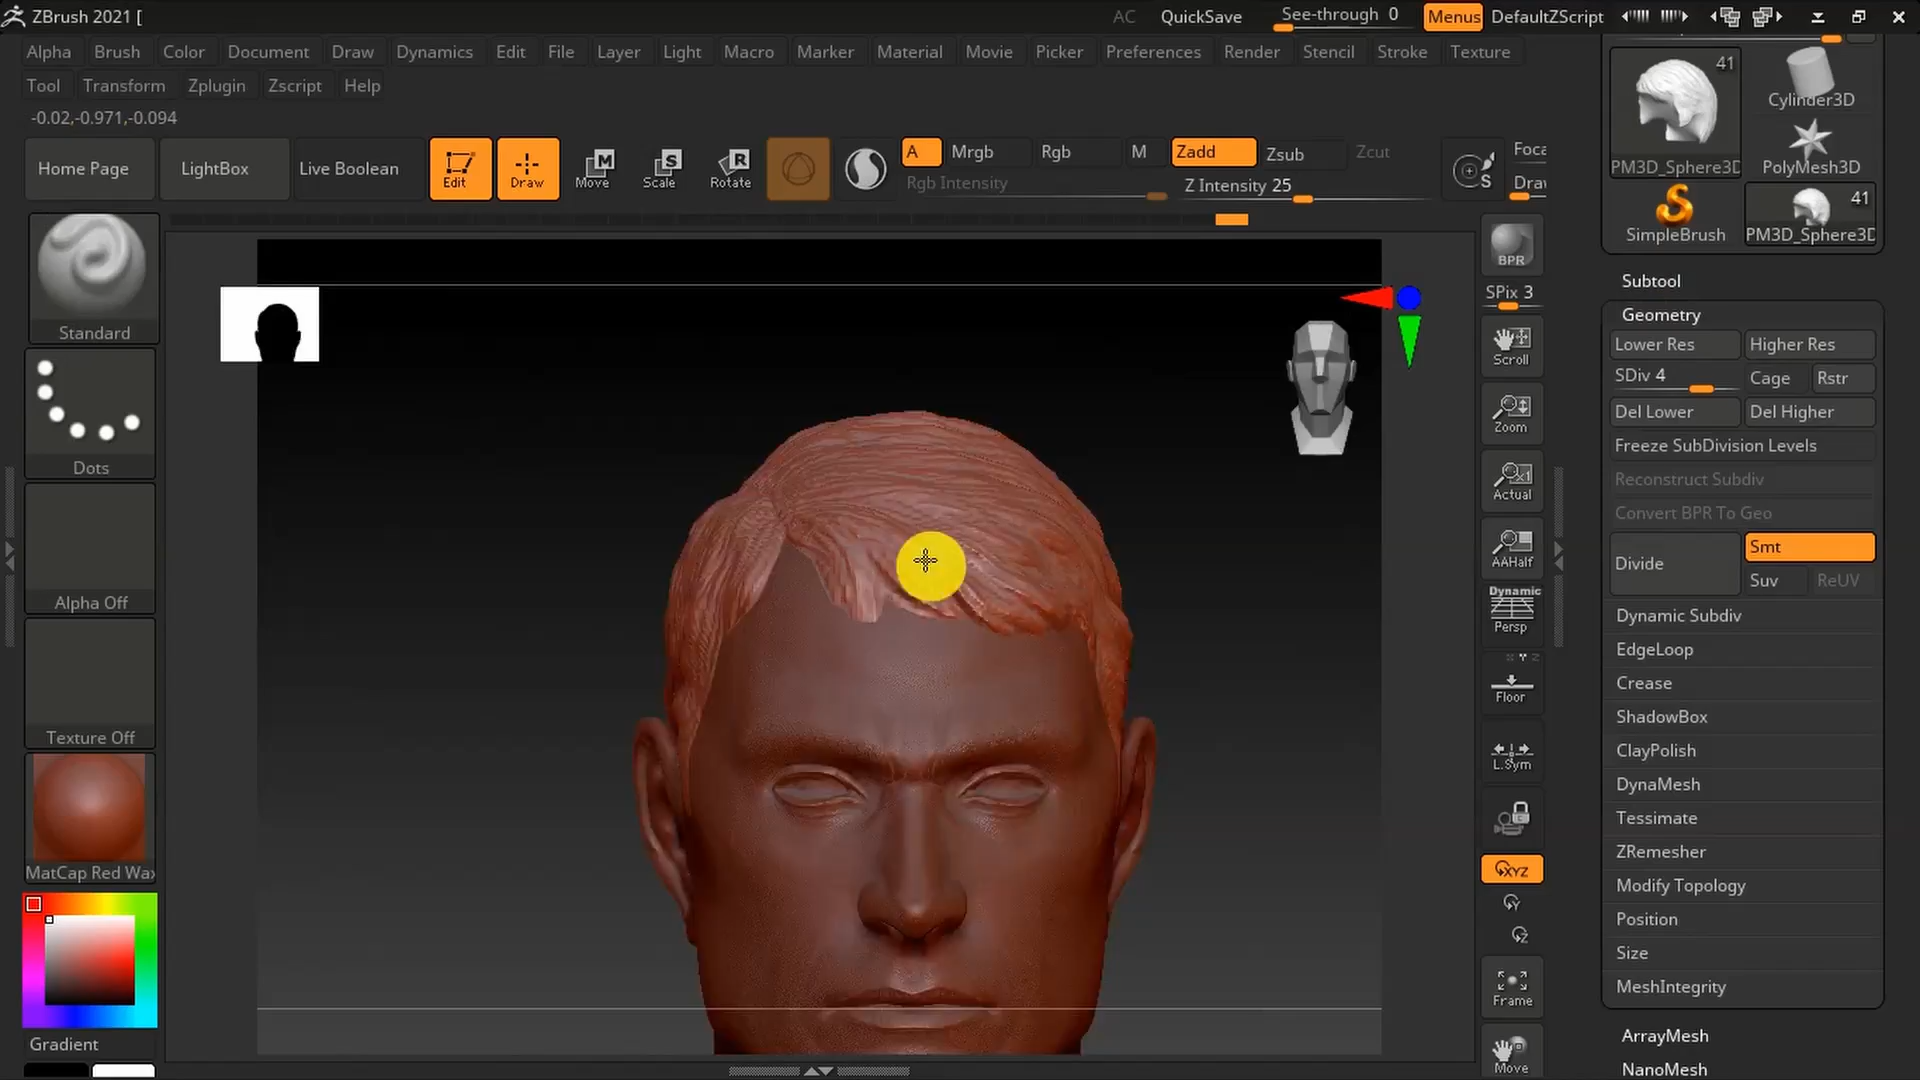 ZBrush 2021 [
AC QuickSave See-through 0 Menus DefaultZScript
Alpha Brush Color Document Draw Dynamics Edit File Layer Light Macro Marker Material Movie Picker Preferences Render Stencil Stroke Texture
Tool Transform Zplugin Zscript Help
-0.02,-0.971,-0.094
Home Page LightBox Live Boolean Edit Draw Move Scale Rotate
M S R
A Mrgb Rgb M Zadd Zsub Zcut Foca
Rgb Intensity Z Intensity 25 S Draw
Standard
Dots
Alpha Off
Texture Off
MatCap Red Wax
Gradient
BPR
SPix 3
Scroll
Zoom
Actual
AAHalf
Dynamic
Persp
Floor
L.Sym
XYZ
Y
Z
Frame
Move
41
Cylinder3D
PM3D_Sphere3D PolyMesh3D
41
SimpleBrush PM3D_Sphere3D
Subtool
Geometry
Lower Res Higher Res
SDiv 4 Cage Rstr
Del Lower Del Higher
Freeze SubDivision Levels
Reconstruct Subdiv
Convert BPR To Geo
Divide Smt
Suv ReUV
Dynamic Subdiv
EdgeLoop
Crease
ShadowBox
ClayPolish
DynaMesh
Tessimate
ZRemesher
Modify Topology
Position
Size
MeshIntegrity
ArrayMesh
NanoMesh